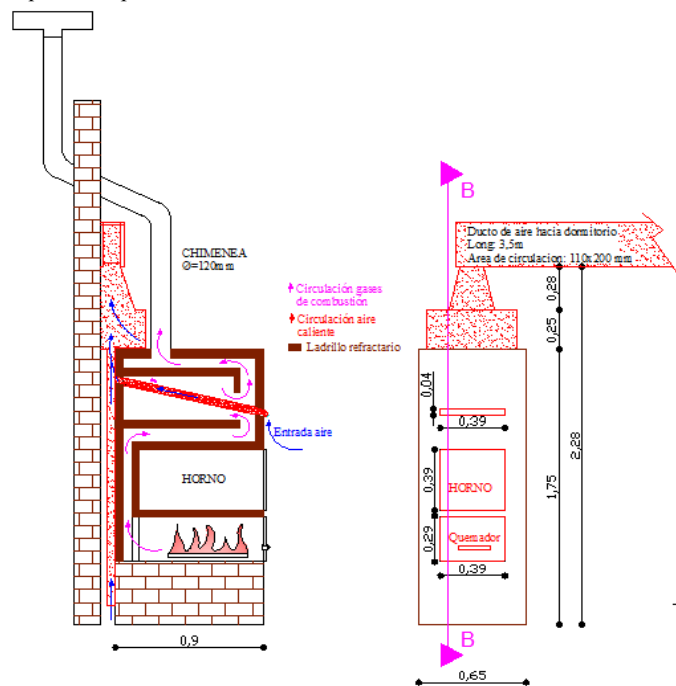 CHIMENEA
Ø=120mm
Circulación gases
de combustion
Circulación aire
caliente
Ladrillo refractario
Entrada aire
HORNO
0,9
B
Ducto de aire hacia dormitorio.
Long: 3,5m
Area de circulacion: 110x200 mm
0,28
0,25
0,04
0,39
2,28
1,75
0,39
HORNO
0,29
Quemador
0,39
B
0,65